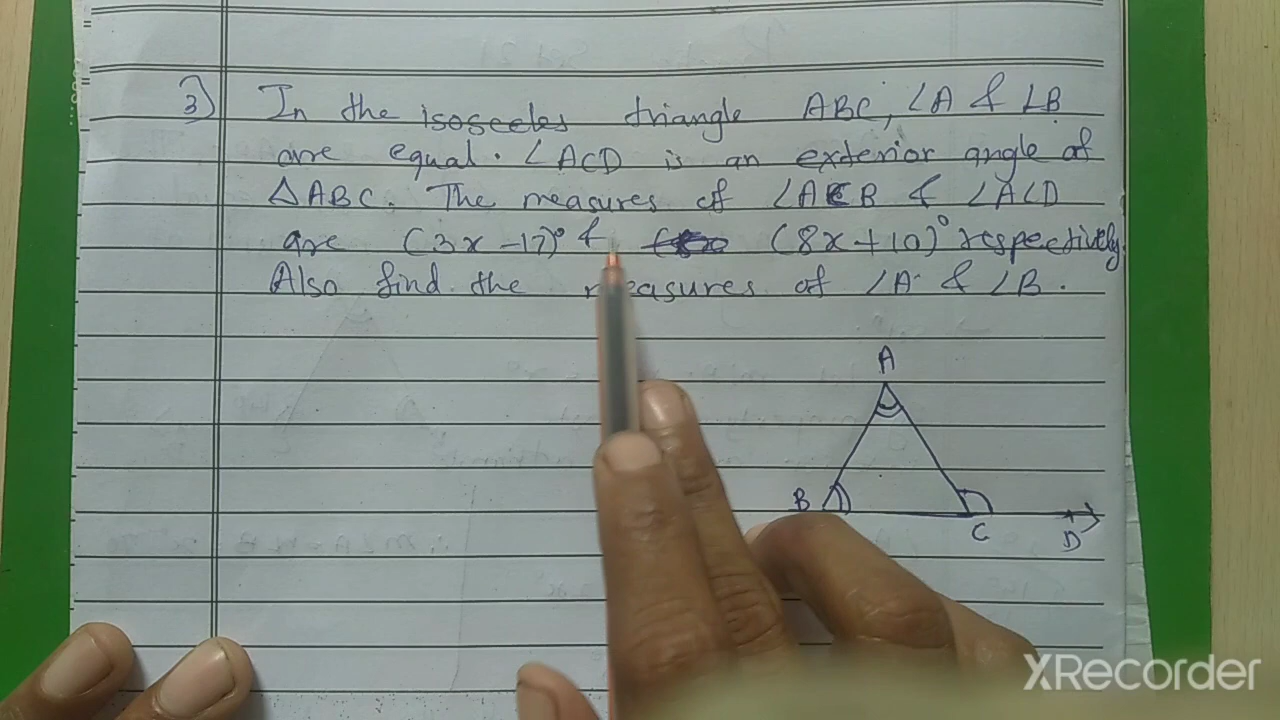 3) In the isosceles triangle ABC, ∠A & ∠B
are equal. ∠ACD is an exterior angle of
△ABC. The measures of ∠ACB & ∠ACD
are (3x-17)° & (8x+10)° respectively.
Also find the measures of ∠A & ∠B.
A
B
C
D
XRecorder